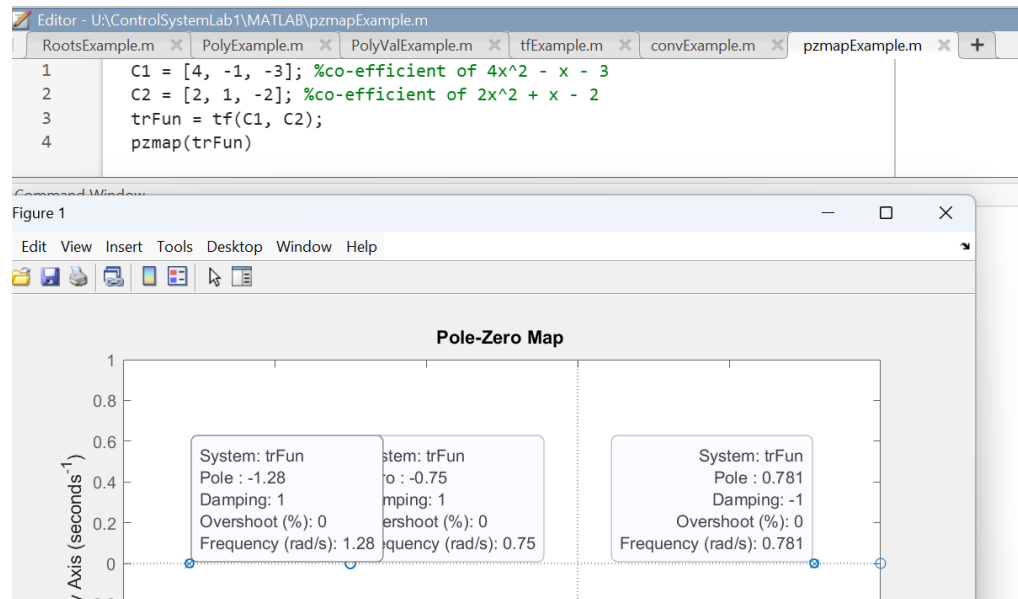 Editor - U:\ControlSystemLab1\MATLAB\pzmapExample.m
RootsExample.m PolyExample.m PolyValExample.m tfExample.m convExample.m pzmapExample.m +
1 C1 = [4, -1, -3]; %co-efficient of 4x^2 - x - 3
2 C2 = [2, 1, -2]; %co-efficient of 2x^2 + x - 2
3 trFun = tf(C1, C2);
4 pzmap(trFun)
Command Window
Figure 1
Edit View Insert Tools Desktop Window Help
Pole-Zero Map
1
0.8
0.6
0.4
0.2
0
y Axis (seconds⁻¹)
System: trFun
Pole : -1.28
Damping: 1
Overshoot (%): 0
Frequency (rad/s): 1.28
stem: trFun
ro : -0.75
mping: 1
ershoot (%): 0
equency (rad/s): 0.75
System: trFun
Pole : 0.781
Damping: -1
Overshoot (%): 0
Frequency (rad/s): 0.781